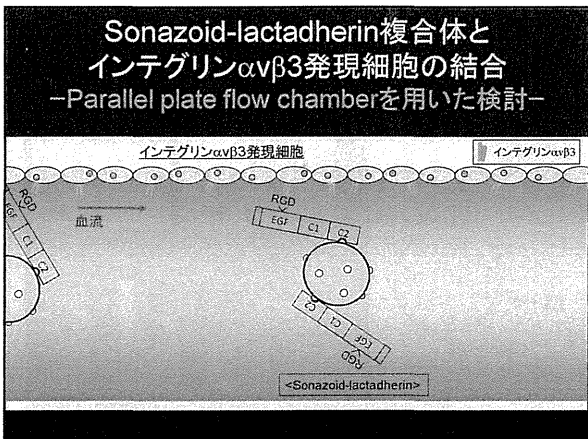 Sonazoid-lactadherin複合体と
インテグリンαvβ3発現細胞の結合
−Parallel plate flow chamberを用いた検討−
インテグリンαvβ3発現細胞
インテグリンαvβ3
RGD
EGF
C1
C2
血流
RGD
EGF
C1
C2
C2
C1
EGF
RGD
<Sonazoid-lactadherin>